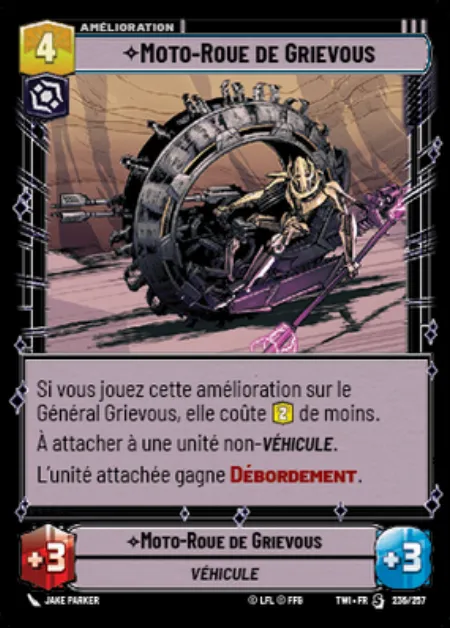 AMÉLIORATION
4
✧MOTO-ROUE DE GRIEVOUS
Si vous jouez cette amélioration sur le
Général Grievous, elle coûte 2 de moins.
À attacher à une unité non-VÉHICULE.
L'unité attachée gagne DÉBORDEMENT.
+3
✧MOTO-ROUE DE GRIEVOUS
+3
VÉHICULE
JAKE PARKER
© LFL © FFG
TWI • FR
236/257